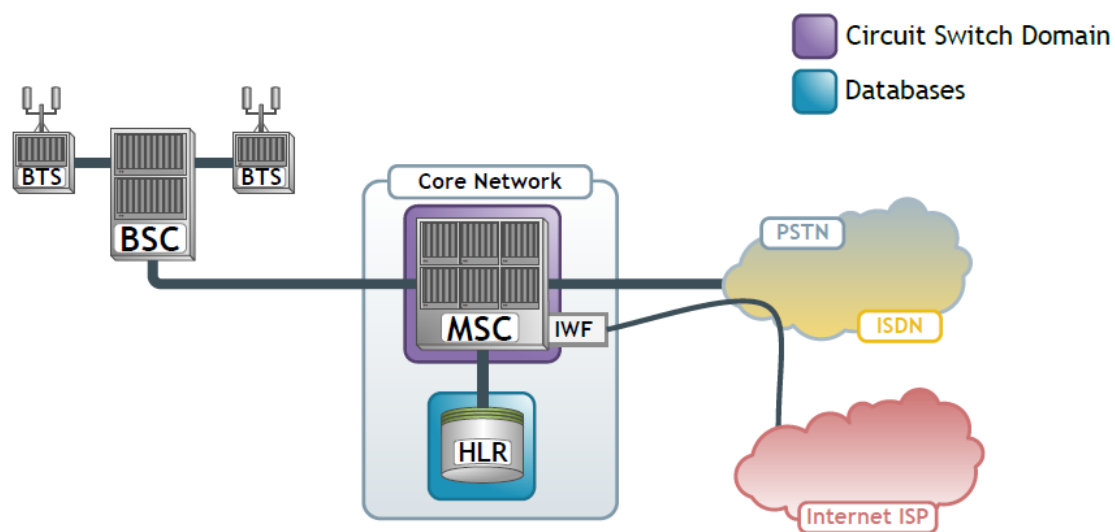 Circuit Switch Domain
Databases
BTS
BTS
BSC
Core Network
MSC
IWF
HLR
PSTN
ISDN
Internet ISP